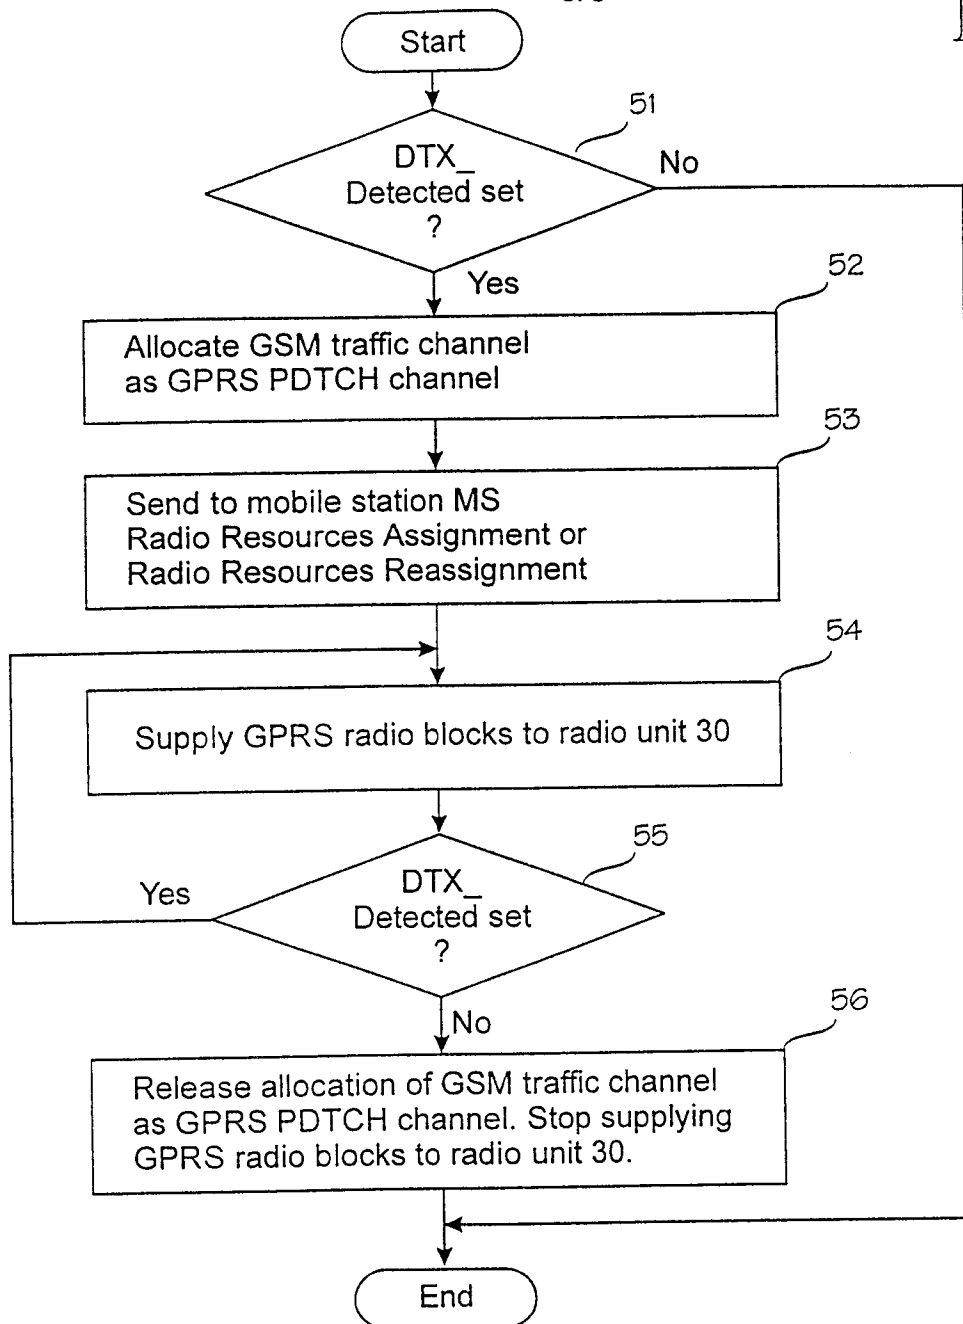 Start
51
DTX_
Detected set
?
No
Yes
52
Allocate GSM traffic channel
as GPRS PDTCH channel
53
Send to mobile station MS
Radio Resources Assignment or
Radio Resources Reassignment
54
Supply GPRS radio blocks to radio unit 30
55
DTX_
Detected set
?
Yes
No
56
Release allocation of GSM traffic channel
as GPRS PDTCH channel. Stop supplying
GPRS radio blocks to radio unit 30.
End